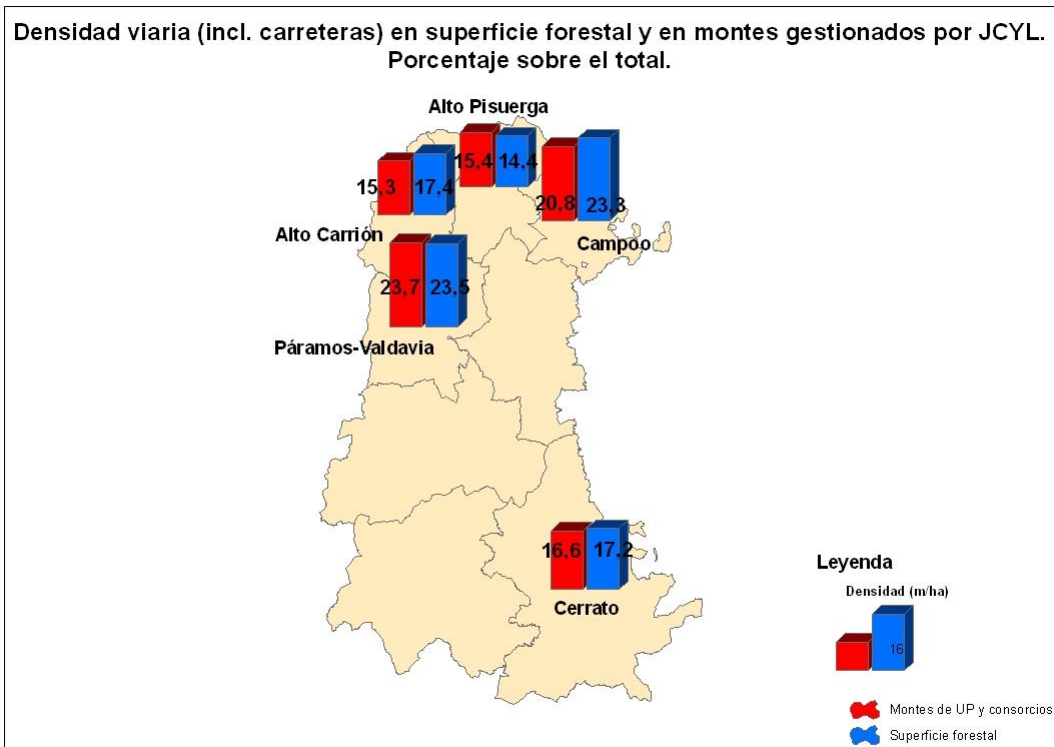 Densidad viaria (incl. carreteras) en superficie forestal y en montes gestionados por JCYL.
Porcentaje sobre el total.
Alto Pisuerga
15,4 14,4
15,3 17,4
20,8 23,3
Alto Carrión
Campoo
23,7 23,5
Páramos-Valdavia
16,6 17,2
Cerrato
Leyenda
Densidad (m/ha)
16
Montes de UP y consorcios
Superficie forestal